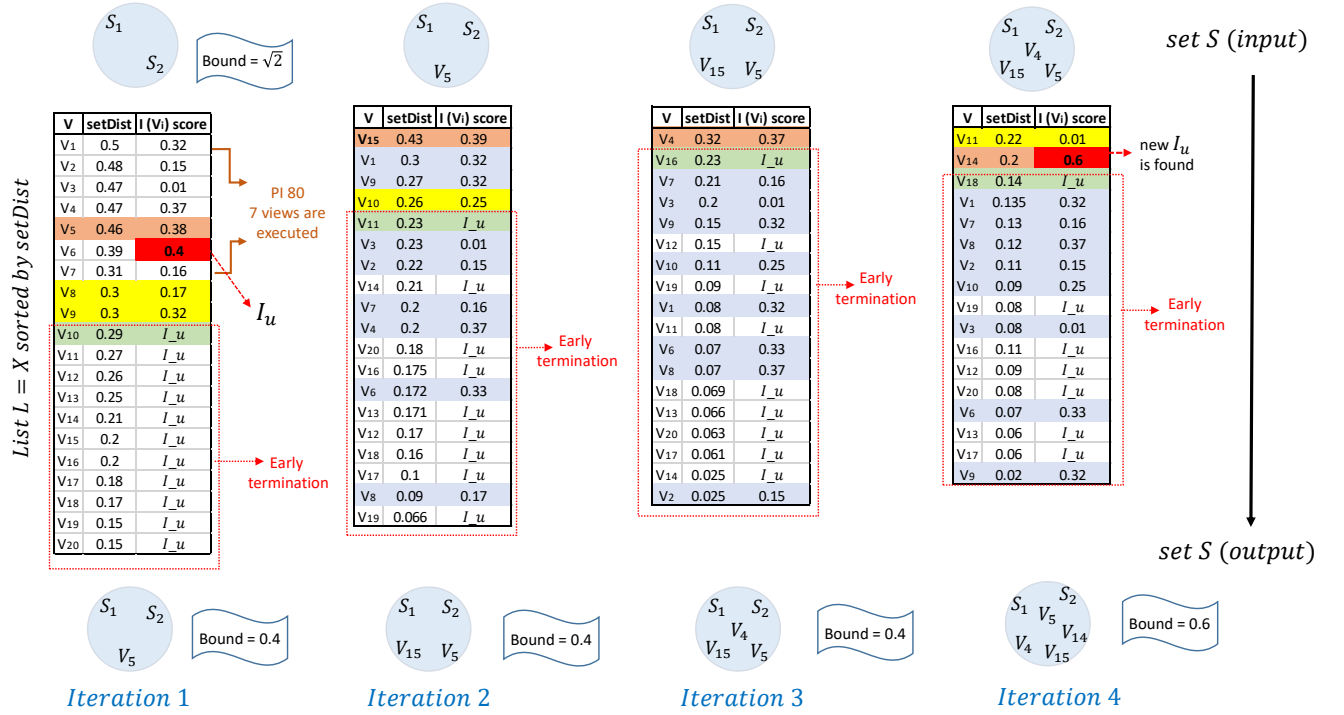 S1
S2
Bound = √2
V setDist I (Vi) score
V1 0.5 0.32
V2 0.48 0.15
V3 0.47 0.01
V4 0.47 0.37
V5 0.46 0.38
V6 0.39 0.4
V7 0.31 0.16
V8 0.3 0.17
V9 0.3 0.32
V10 0.29 I_u
V11 0.27 I_u
V12 0.26 I_u
V13 0.25 I_u
V14 0.21 I_u
V15 0.2 I_u
V16 0.2 I_u
V17 0.18 I_u
V18 0.17 I_u
V19 0.15 I_u
V20 0.15 I_u
List L = X sorted by setDist
PI 80
7 views are
executed
I_u
Early
termination
S1 S2
V5
Bound = 0.4
Iteration 1
S1 S2
V5
V setDist I (Vi) score
V15 0.43 0.39
V1 0.3 0.32
V9 0.27 0.32
V10 0.26 0.25
V11 0.23 I_u
V3 0.23 0.01
V2 0.22 0.15
V14 0.21 I_u
V7 0.2 0.16
V4 0.2 0.37
V20 0.18 I_u
V16 0.175 I_u
V6 0.172 0.33
V13 0.171 I_u
V12 0.17 I_u
V18 0.16 I_u
V17 0.1 I_u
V8 0.09 0.17
V19 0.066 I_u
Early
termination
S1 S2
V15 V5
Bound = 0.4
Iteration 2
S1 S2
V15 V5
V setDist I (Vi) score
V4 0.32 0.37
V16 0.23 I_u
V7 0.21 0.16
V3 0.2 0.01
V9 0.15 0.32
V12 0.15 I_u
V10 0.11 0.25
V19 0.09 I_u
V1 0.08 0.32
V11 0.08 I_u
V6 0.07 0.33
V8 0.07 0.37
V18 0.069 I_u
V13 0.066 I_u
V20 0.063 I_u
V17 0.061 I_u
V14 0.025 I_u
V2 0.025 0.15
Early
termination
S1 S2
V4
V15 V5
Bound = 0.4
Iteration 3
S1 S2
V4
V15 V5
V setDist I (Vi) score
V11 0.22 0.01
V14 0.2 0.6
V18 0.14 I_u
V1 0.135 0.32
V7 0.13 0.16
V8 0.12 0.37
V2 0.11 0.15
V10 0.09 0.25
V19 0.08 I_u
V3 0.08 0.01
V16 0.11 I_u
V12 0.09 I_u
V20 0.08 I_u
V6 0.07 0.33
V13 0.06 I_u
V17 0.06 I_u
V9 0.02 0.32
new I_u
is found
Early
termination
S1 S2
V5
V14
V4 V15
Bound = 0.6
Iteration 4
set S (input)
set S (output)